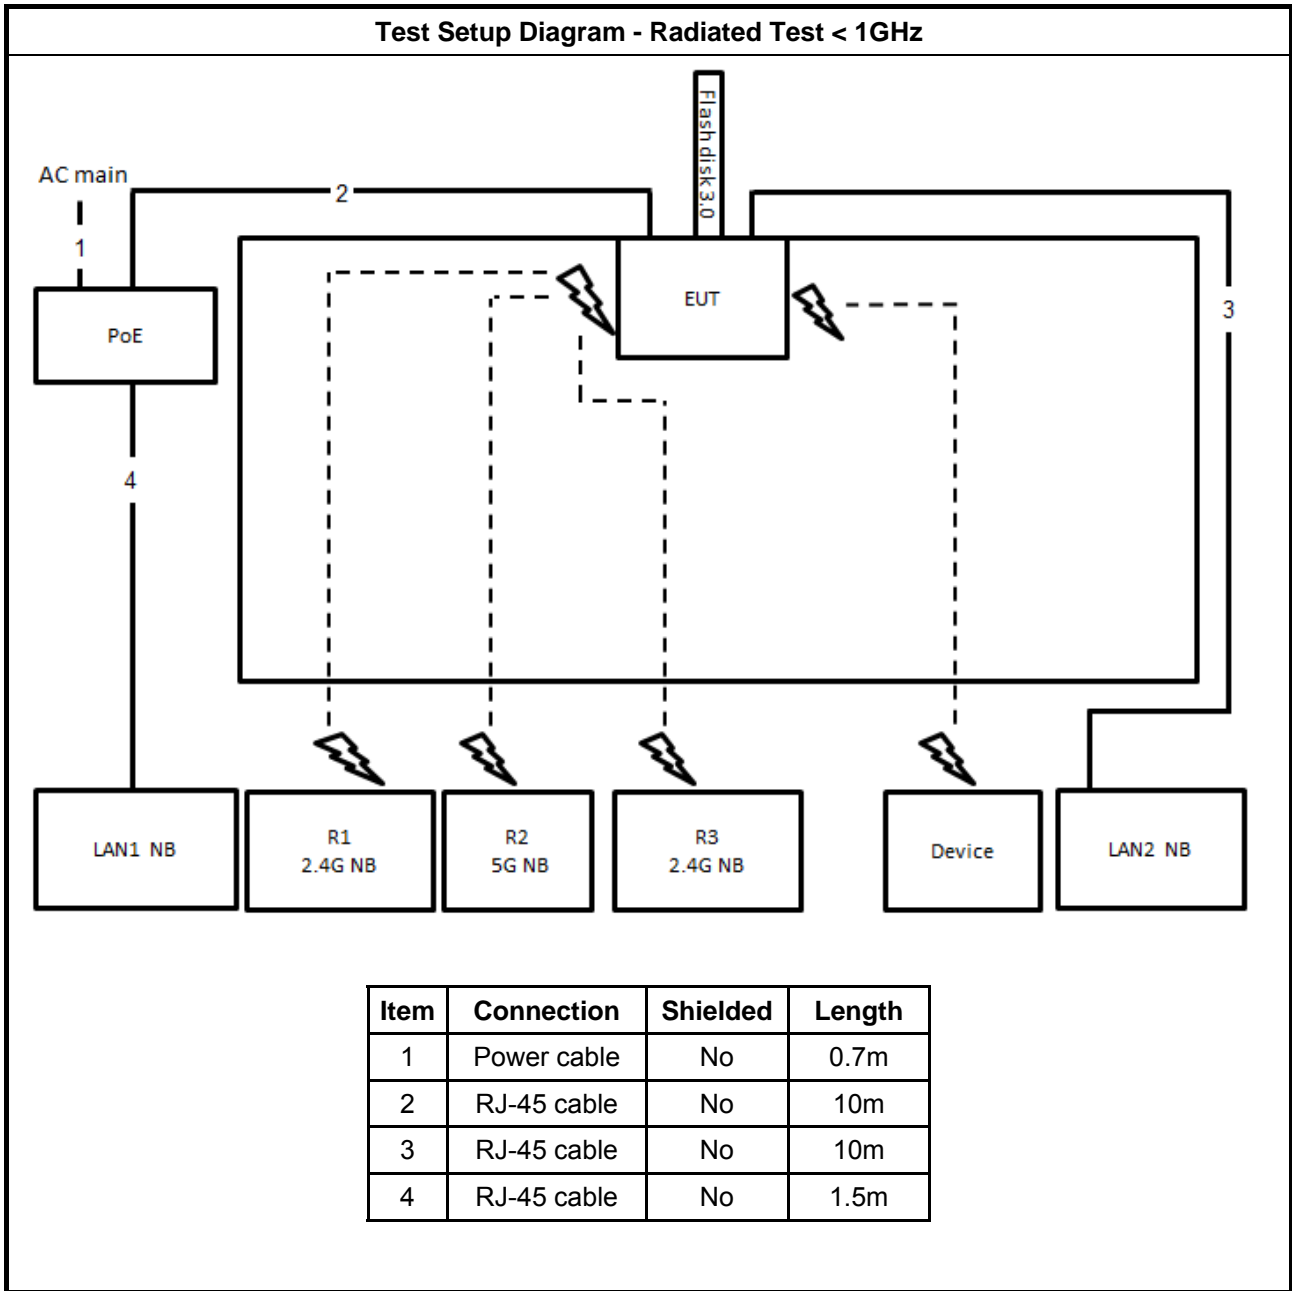 Test Setup Diagram - Radiated Test < 1GHz
Flash disk 3.0
AC main
2
1
3
EUT
PoE
4
LAN1 NB
R1
2.4G NB
R2
5G NB
R3
2.4G NB
Device
LAN2 NB
Item Connection Shielded Length
1 Power cable No 0.7m
2 RJ-45 cable No 10m
3 RJ-45 cable No 10m
4 RJ-45 cable No 1.5m